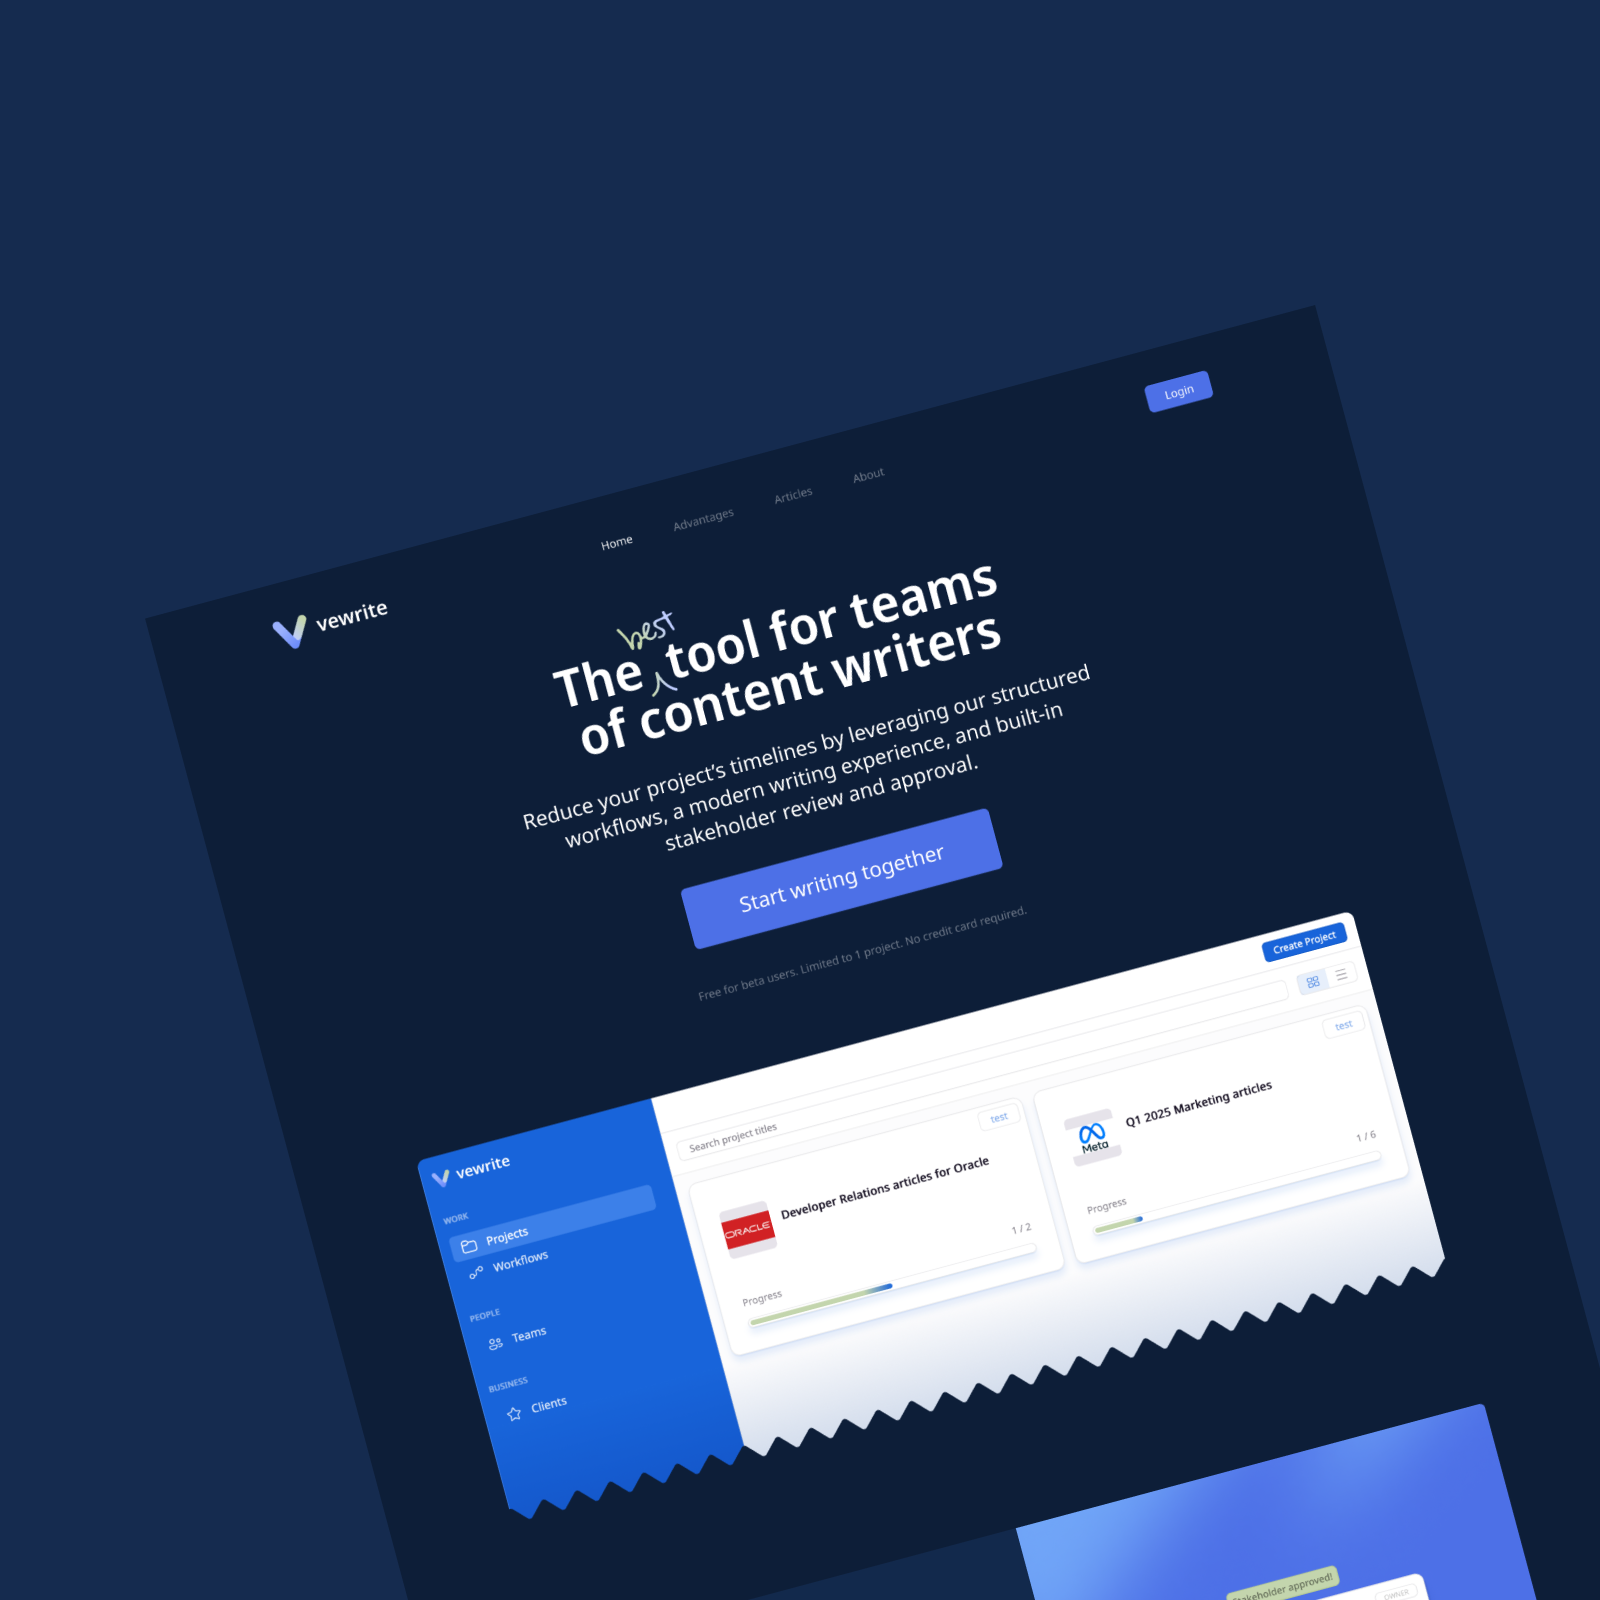 Login
Home Advantages Articles About
vewrite
best
The tool for teams
of content writers
Reduce your project’s timelines by leveraging our structured
workflows, a modern writing experience, and built-in
stakeholder review and approval.
Start writing together
Free for beta users. Limited to 1 project. No credit card required.
Create Project
vewrite
WORK
Projects
Workflows
PEOPLE
Teams
BUSINESS
Clients
Search project titles
test
ORACLE
Developer Relations articles for Oracle
1 / 2
Progress
test
Meta
Q1 2025 Marketing articles
1 / 6
Progress
Stakeholder approved!
OWNER